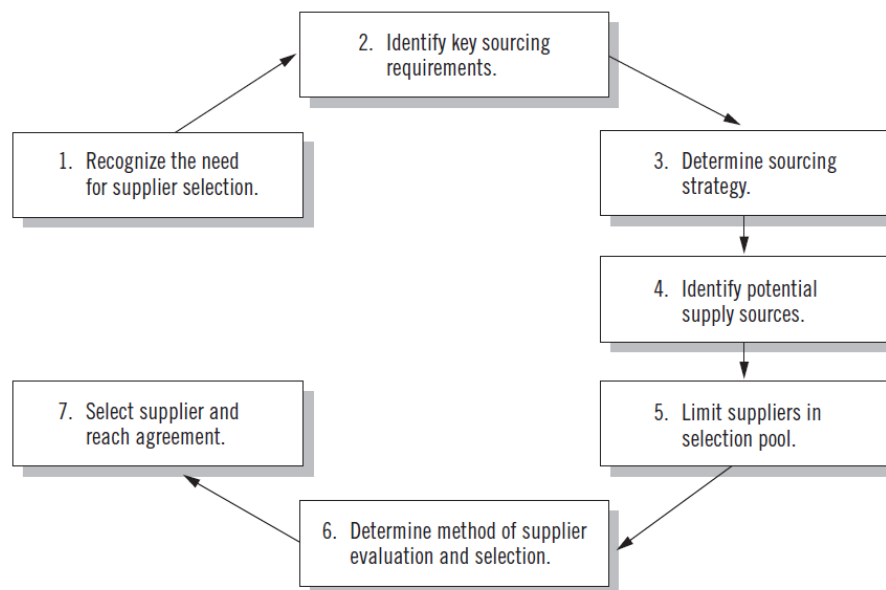 1. Recognize the need
for supplier selection.
2. Identify key sourcing
requirements.
3. Determine sourcing
strategy.
4. Identify potential
supply sources.
5. Limit suppliers in
selection pool.
6. Determine method of supplier
evaluation and selection.
7. Select supplier and
reach agreement.